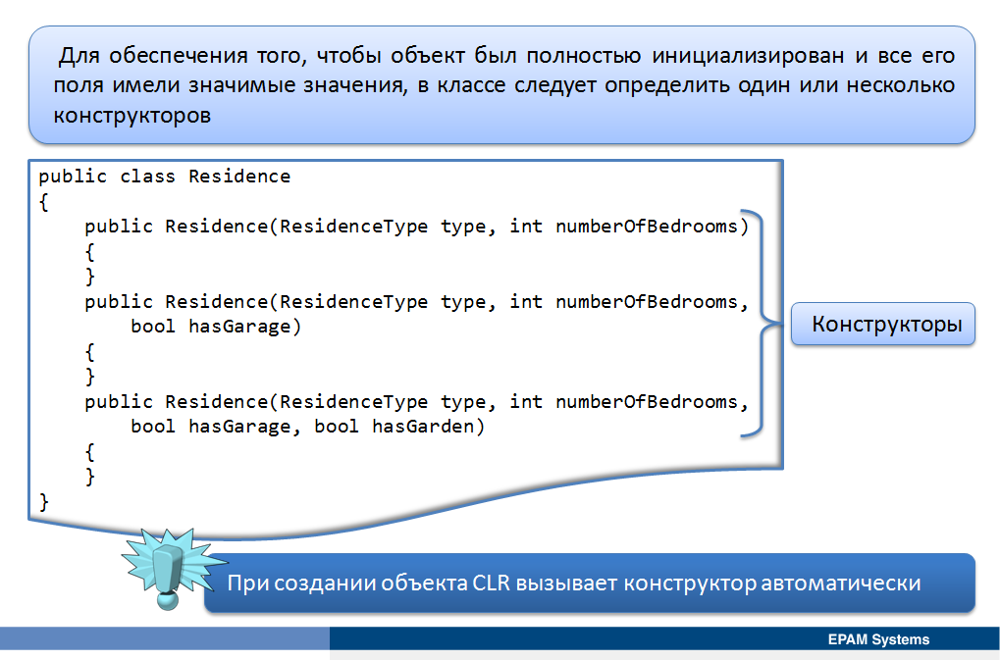 Для обеспечения того, чтобы объект был полностью инициализирован и все его
поля имели значимые значения, в классе следует определить один или несколько
конструкторов
public class Residence
{
    public Residence(ResidenceType type, int numberOfBedrooms)
    {
    }
    public Residence(ResidenceType type, int numberOfBedrooms,
        bool hasGarage)
    {
    }
    public Residence(ResidenceType type, int numberOfBedrooms,
        bool hasGarage, bool hasGarden)
    {
    }
}
Конструкторы
При создании объекта CLR вызывает конструктор автоматически
EPAM Systems